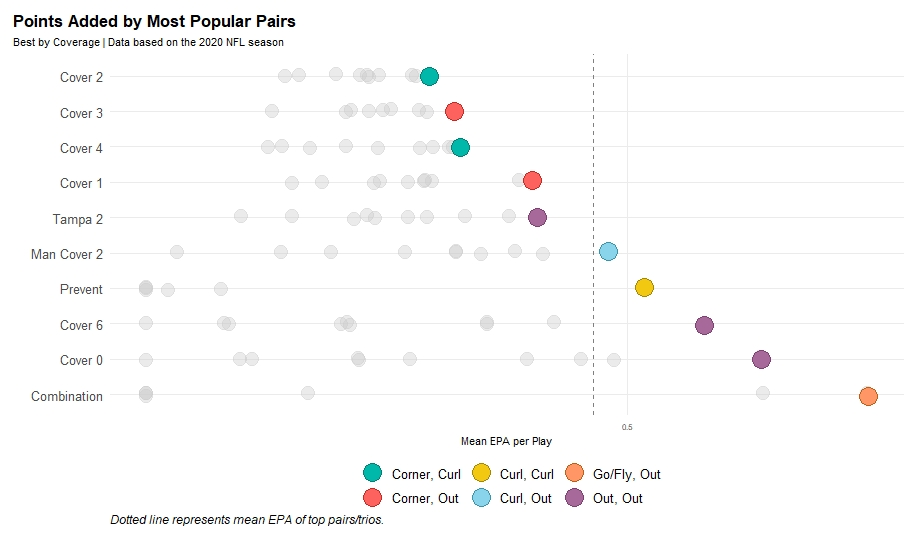 Points Added by Most Popular Pairs
Best by Coverage | Data based on the 2020 NFL season
Cover 2
Cover 3
Cover 4
Cover 1
Tampa 2
Man Cover 2
Prevent
Cover 6
Cover 0
Combination
0.5
Mean EPA per Play
Corner, Curl
Curl, Curl
Go/Fly, Out
Corner, Out
Curl, Out
Out, Out
Dotted line represents mean EPA of top pairs/trios.